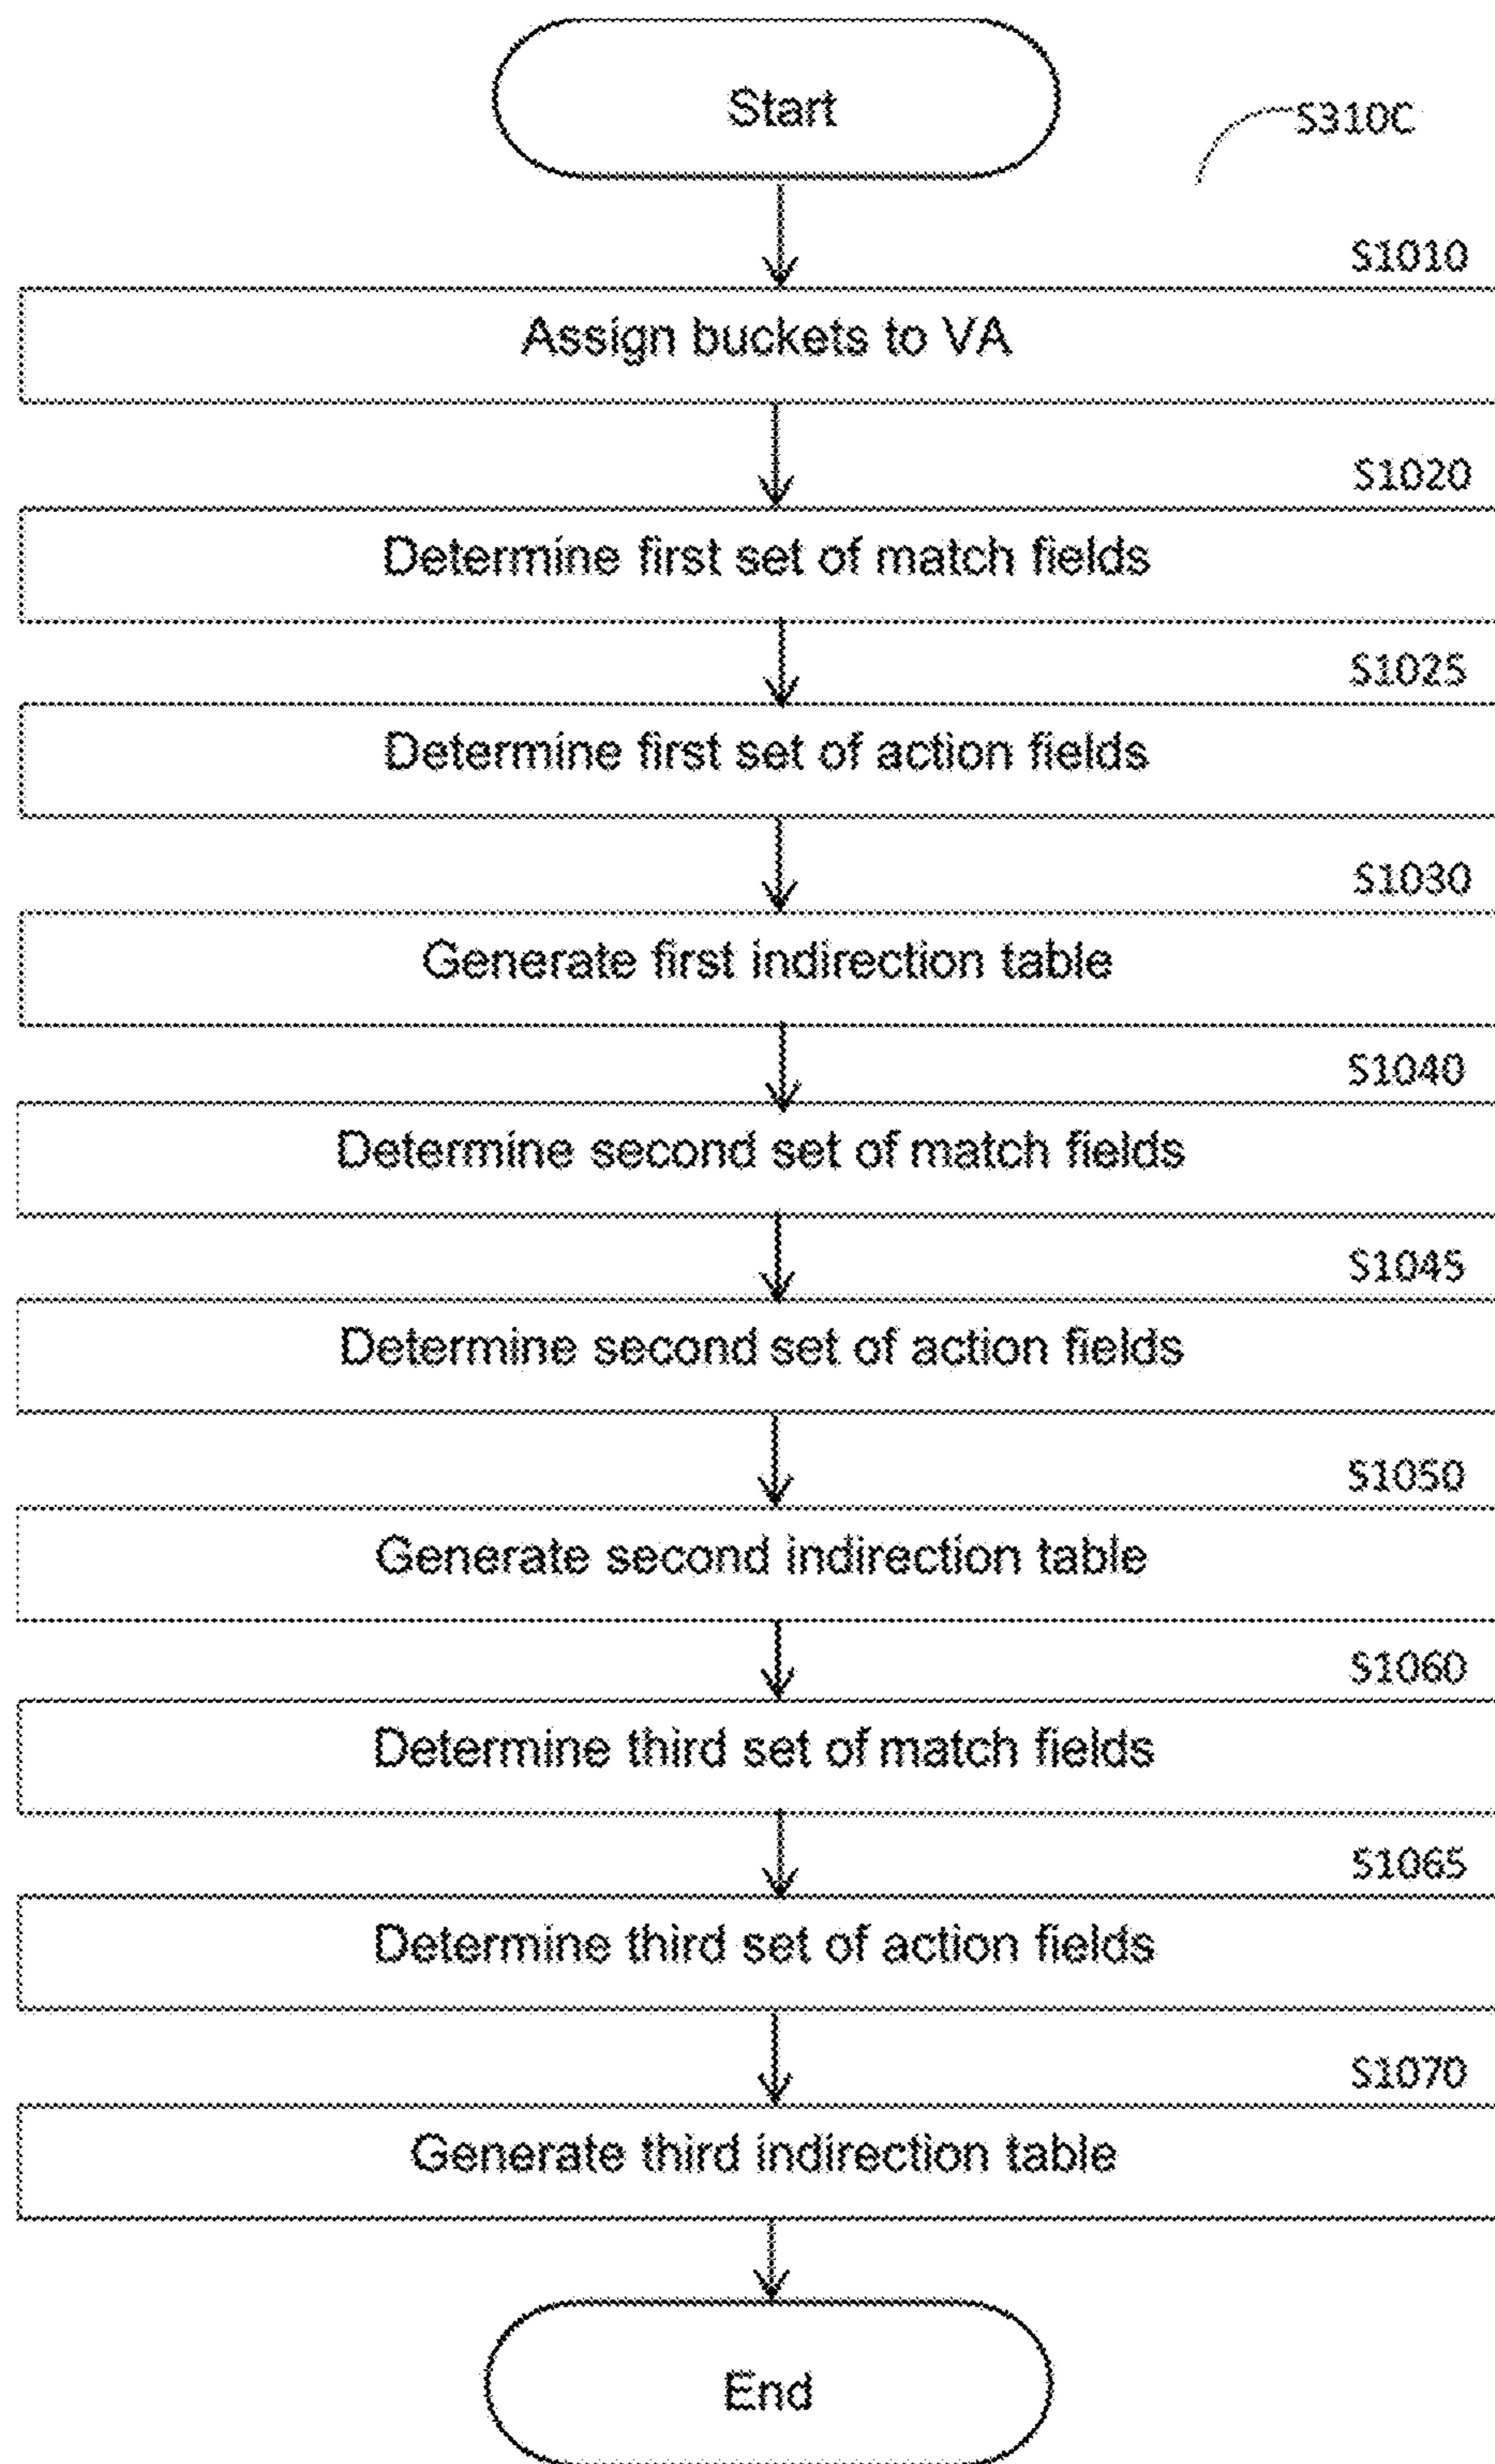 Start
S310C
S1010
Assign buckets to VA
S1020
Determine first set of match fields
S1025
Determine first set of action fields
S1030
Generate first indirection table
S1040
Determine second set of match fields
S1045
Determine second set of action fields
S1050
Generate second indirection table
S1060
Determine third set of match fields
S1065
Determine third set of action fields
S1070
Generate third indirection table
End